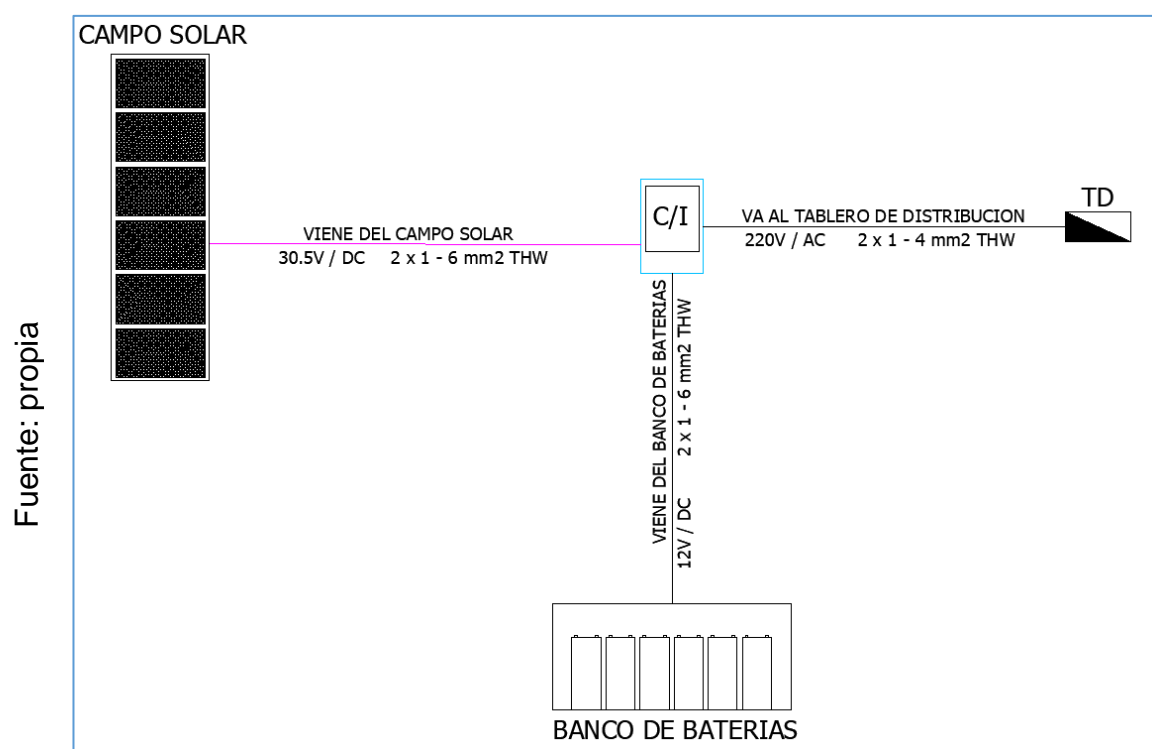 CAMPO SOLAR
VIENE DEL CAMPO SOLAR
30.5V / DC 2 x 1 - 6 mm2 THW
C/I
VA AL TABLERO DE DISTRIBUCION
220V / AC 2 x 1 - 4 mm2 THW
TD
VIENE DEL BANCO DE BATERIAS
12V / DC 2 x 1 - 6 mm2 THW
BANCO DE BATERIAS
Fuente: propia